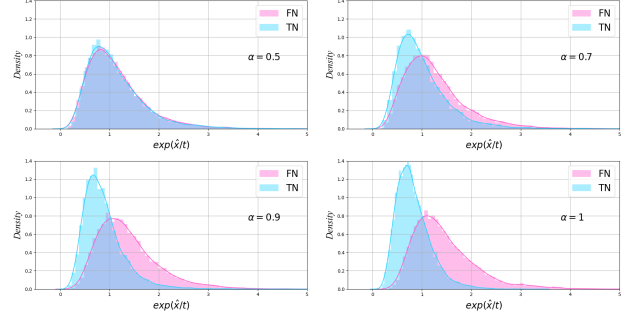 1.4
1.2
1.0
0.8
0.6
0.4
0.2
0.0
Density
FN
TN
α = 0.5
0 1 2 3 4 5
exp(x̂/t)
1.4
1.2
1.0
0.8
0.6
0.4
0.2
0.0
Density
FN
TN
α = 0.7
0 1 2 3 4 5
exp(x̂/t)
1.4
1.2
1.0
0.8
0.6
0.4
0.2
0.0
Density
FN
TN
α = 0.9
0 1 2 3 4 5
exp(x̂/t)
1.4
1.2
1.0
0.8
0.6
0.4
0.2
0.0
Density
FN
TN
α = 1
0 1 2 3 4 5
exp(x̂/t)